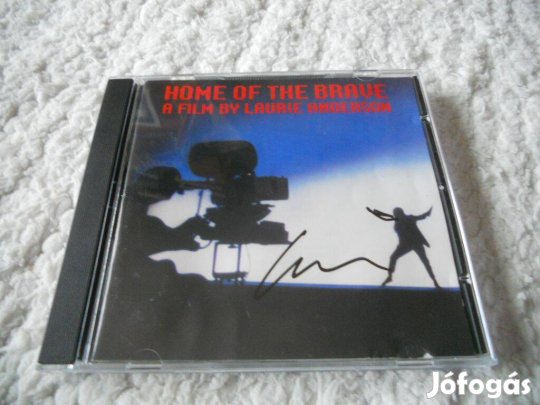 HOME OF THE BRAVE
A FILM BY LAURIE ANDERSON
Jófogás